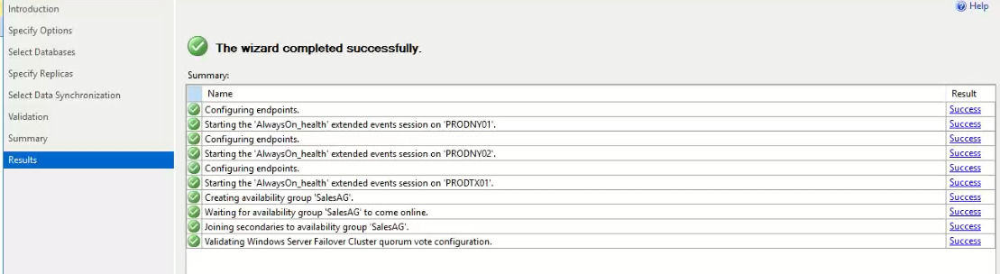 Introduction
Specify Options
Select Databases
Specify Replicas
Select Data Synchronization
Validation
Summary
Results
Help
The wizard completed successfully.
Summary:
Name Result
Configuring endpoints. Success
Starting the 'AlwaysOn_health' extended events session on 'PRODNY01'. Success
Configuring endpoints. Success
Starting the 'AlwaysOn_health' extended events session on 'PRODNY02'. Success
Configuring endpoints. Success
Starting the 'AlwaysOn_health' extended events session on 'PRODTX01'. Success
Creating availability group 'SalesAG'. Success
Waiting for availability group 'SalesAG' to come online. Success
Joining secondaries to availability group 'SalesAG'. Success
Validating Windows Server Failover Cluster quorum vote configuration. Success